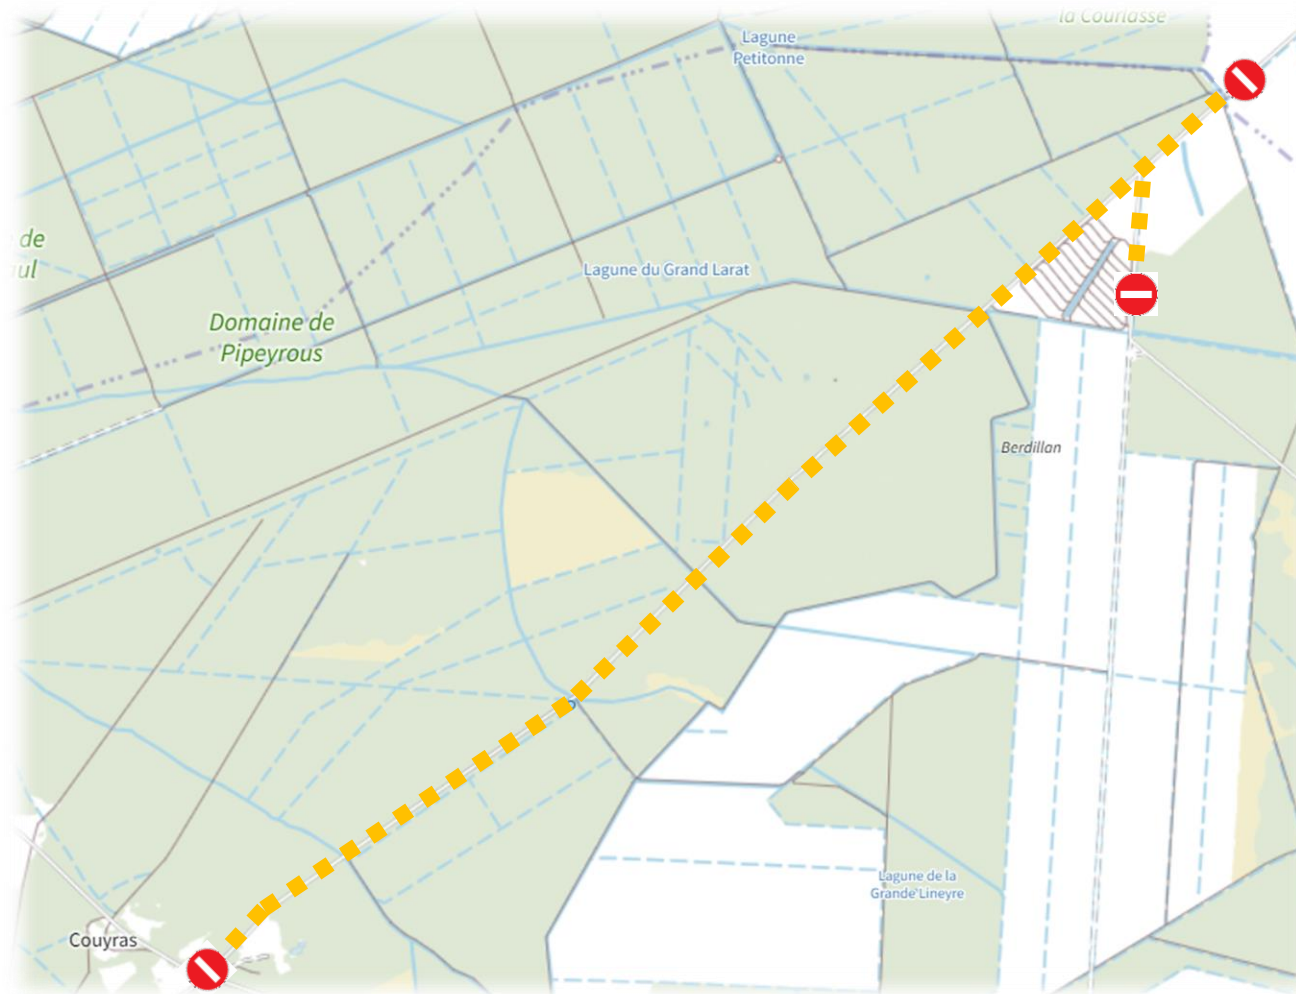 la Courlasse
Lagune
Petitonne
de
ul
Lagune du Grand Larat
Domaine de
Pipeyrous
Berdillan
Lagune de la
Grande Lineyre
Couyras